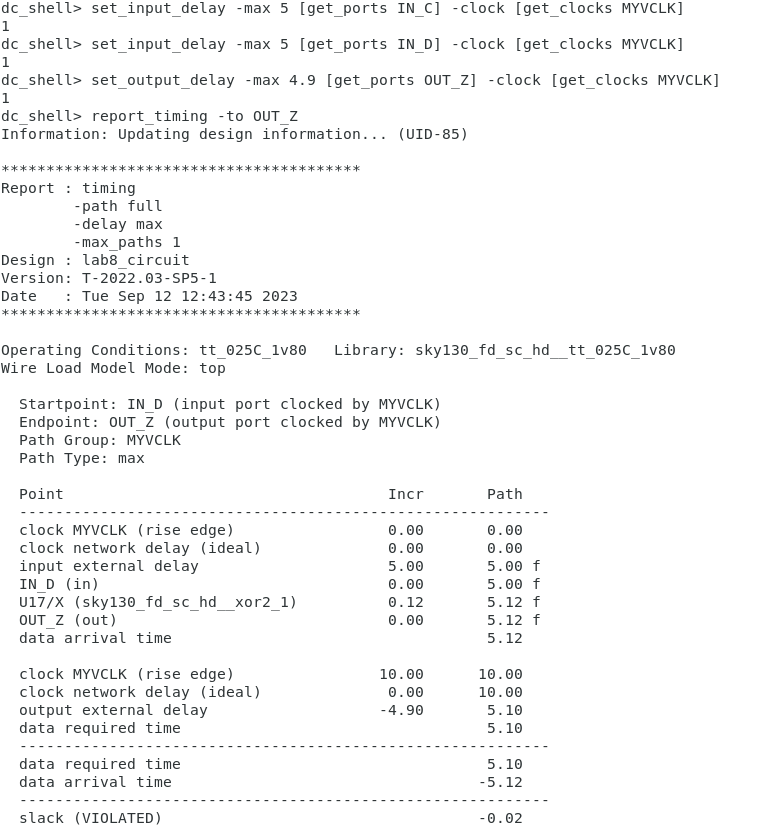 dc_shell> set_input_delay -max 5 [get_ports IN_C] -clock [get_clocks MYVCLK]
1
dc_shell> set_input_delay -max 5 [get_ports IN_D] -clock [get_clocks MYVCLK]
1
dc_shell> set_output_delay -max 4.9 [get_ports OUT_Z] -clock [get_clocks MYVCLK]
1
dc_shell> report_timing -to OUT_Z
Information: Updating design information... (UID-85)

****************************************
Report : timing
        -path full
        -delay max
        -max_paths 1
Design : lab8_circuit
Version: T-2022.03-SP5-1
Date   : Tue Sep 12 12:43:45 2023
****************************************

Operating Conditions: tt_025C_1v80   Library: sky130_fd_sc_hd__tt_025C_1v80
Wire Load Model Mode: top

  Startpoint: IN_D (input port clocked by MYVCLK)
  Endpoint: OUT_Z (output port clocked by MYVCLK)
  Path Group: MYVCLK
  Path Type: max

  Point                                    Incr       Path
  -----------------------------------------------------------
  clock MYVCLK (rise edge)                 0.00       0.00
  clock network delay (ideal)              0.00       0.00
  input external delay                     5.00       5.00 f
  IN_D (in)                                0.00       5.00 f
  U17/X (sky130_fd_sc_hd__xor2_1)          0.12       5.12 f
  OUT_Z (out)                              0.00       5.12 f
  data arrival time                                   5.12

  clock MYVCLK (rise edge)                10.00      10.00
  clock network delay (ideal)              0.00      10.00
  output external delay                   -4.90       5.10
  data required time                                  5.10
  -----------------------------------------------------------
  data required time                                  5.10
  data arrival time                                  -5.12
  -----------------------------------------------------------
  slack (VIOLATED)                                   -0.02